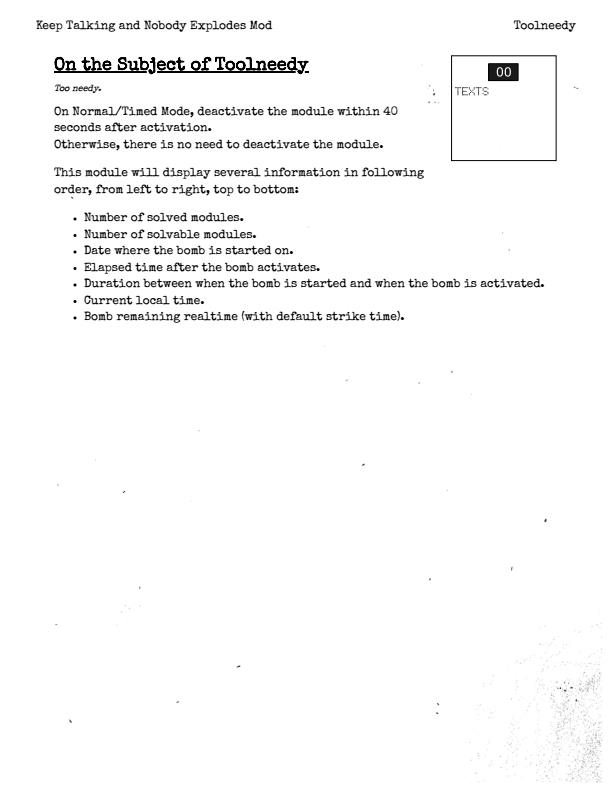 Keep Talking and Nobody Explodes Mod
Toolneedy
On the Subject of Toolneedy
00
TEXTS
Too needy.
On Normal/Timed Mode, deactivate the module within 40
seconds after activation.
Otherwise, there is no need to deactivate the module.
This module will display several information in following
order, from left to right, top to bottom:
• Number of solved modules.
• Number of solvable modules.
• Date where the bomb is started on.
• Elapsed time after the bomb activates.
• Duration between when the bomb is started and when the bomb is activated.
• Current local time.
• Bomb remaining realtime (with default strike time).